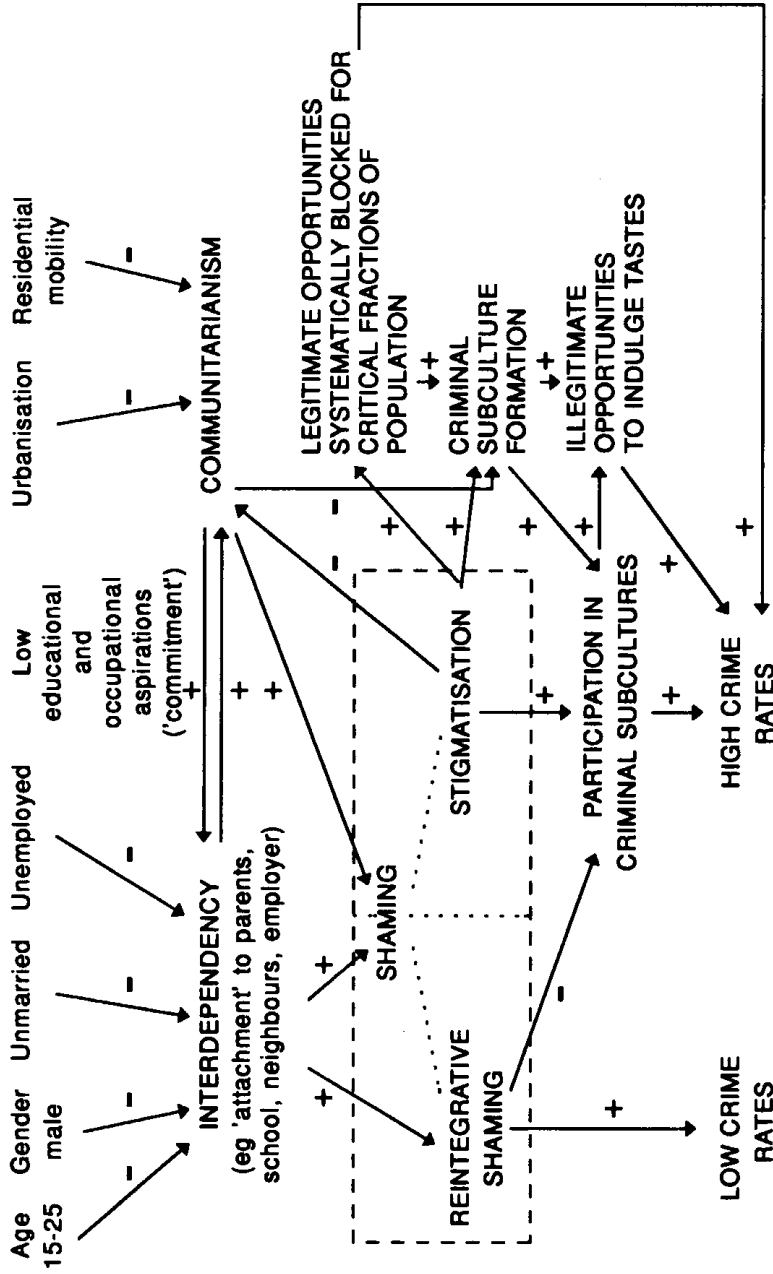 Age
15-25
Gender
male
Unmarried
Unemployed
Low
educational
and
occupational
aspirations
('commitment')
Urbanisation
Residential
mobility
−
−
−
−
−
−
INTERDEPENDENCY
(eg 'attachment' to parents,
school, neighbours, employer)
+
+
+
COMMUNITARIANISM
+
+
SHAMING
−
−
LEGITIMATE OPPORTUNITIES
SYSTEMATICALLY BLOCKED FOR
CRITICAL FRACTIONS OF
POPULATION
+
+
REINTEGRATIVE
SHAMING
STIGMATISATION
+
CRIMINAL
SUBCULTURE
FORMATION
+
−
+
+
+
PARTICIPATION IN
CRIMINAL SUBCULTURES
ILLEGITIMATE
OPPORTUNITIES
TO INDULGE TASTES
+
+
+
+
LOW CRIME
RATES
HIGH CRIME
RATES